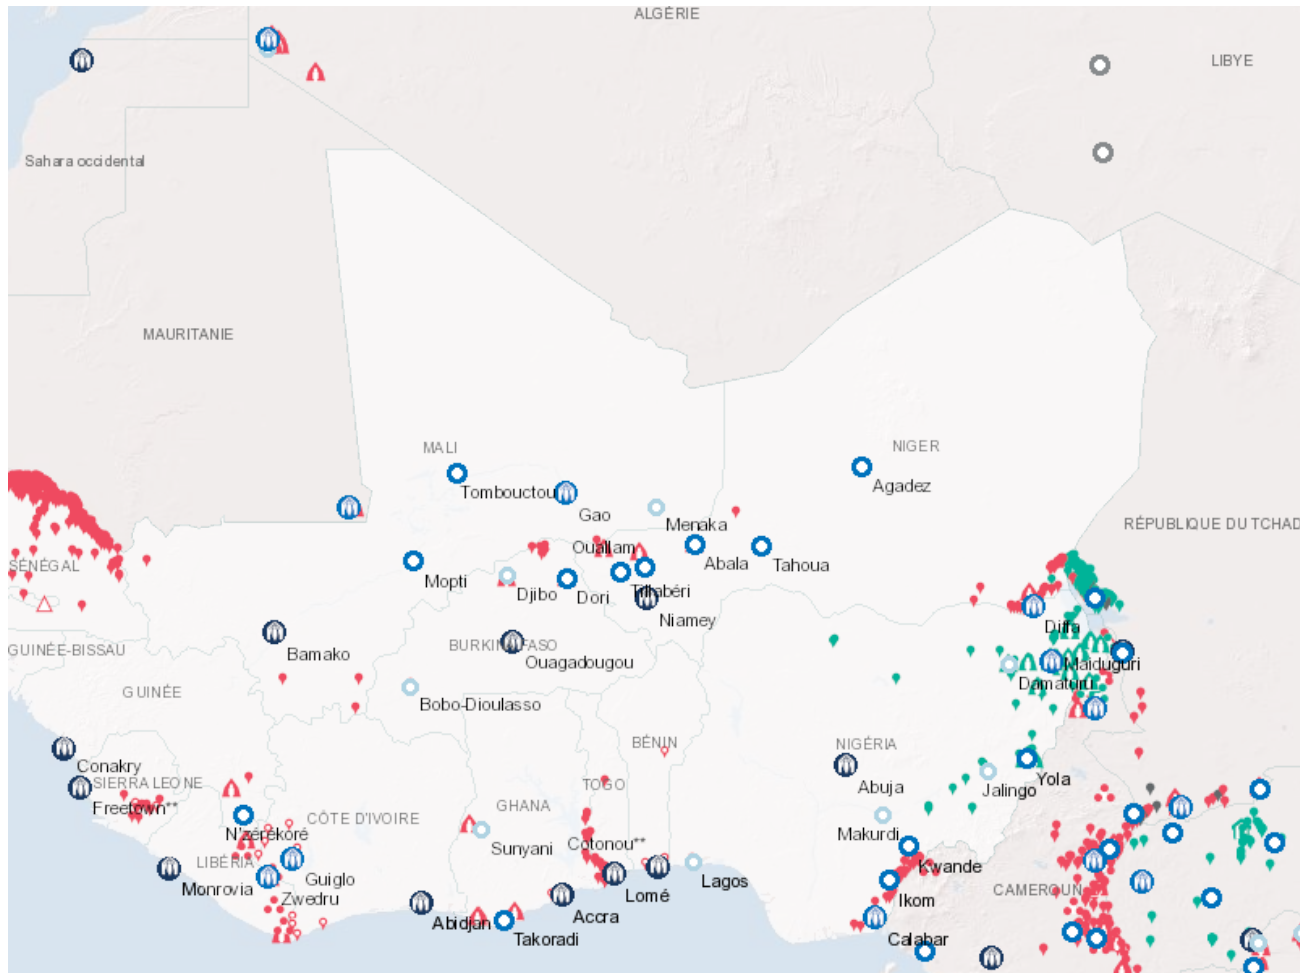 ALGÉRIE
LIBYE
Sahara occidental
MAURITANIE
MALI
NIGER
Tombouctou
Agadez
Gao
Menaka
RÉPUBLIQUE DU TCHAD
Ouallam
Abala
Tahoua
SÉNÉGAL
Mopti
Djibo
Dori
Tillabéri
Niamey
Diffa
Bamako
BURKINA FASO
Ouagadougou
GUINÉE-BISSAU
Maiduguri
Damaturu
GUINÉE
Bobo-Dioulasso
BÉNIN
NIGÉRIA
Conakry
SIERRA LEONE
TOGO
Abuja
Jalingo
Yola
Freetown**
GHANA
N'zérékoré
CÔTE D'IVOIRE
Makurdi
Sunyani
Cotonou**
LIBÉRIA
Guiglo
Kwande
Monrovia
Zwedru
Lomé
Lagos
Ikom
CAMEROUN
Abidjan
Accra
Takoradi
Calabar